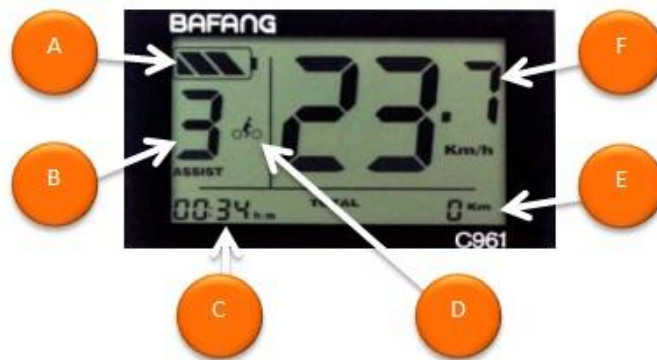 BAFANG
A
F
3
23.7
B
Km/h
ASSIST
TOTAL
E
00:34 h:m
0 Km
C961
C
D